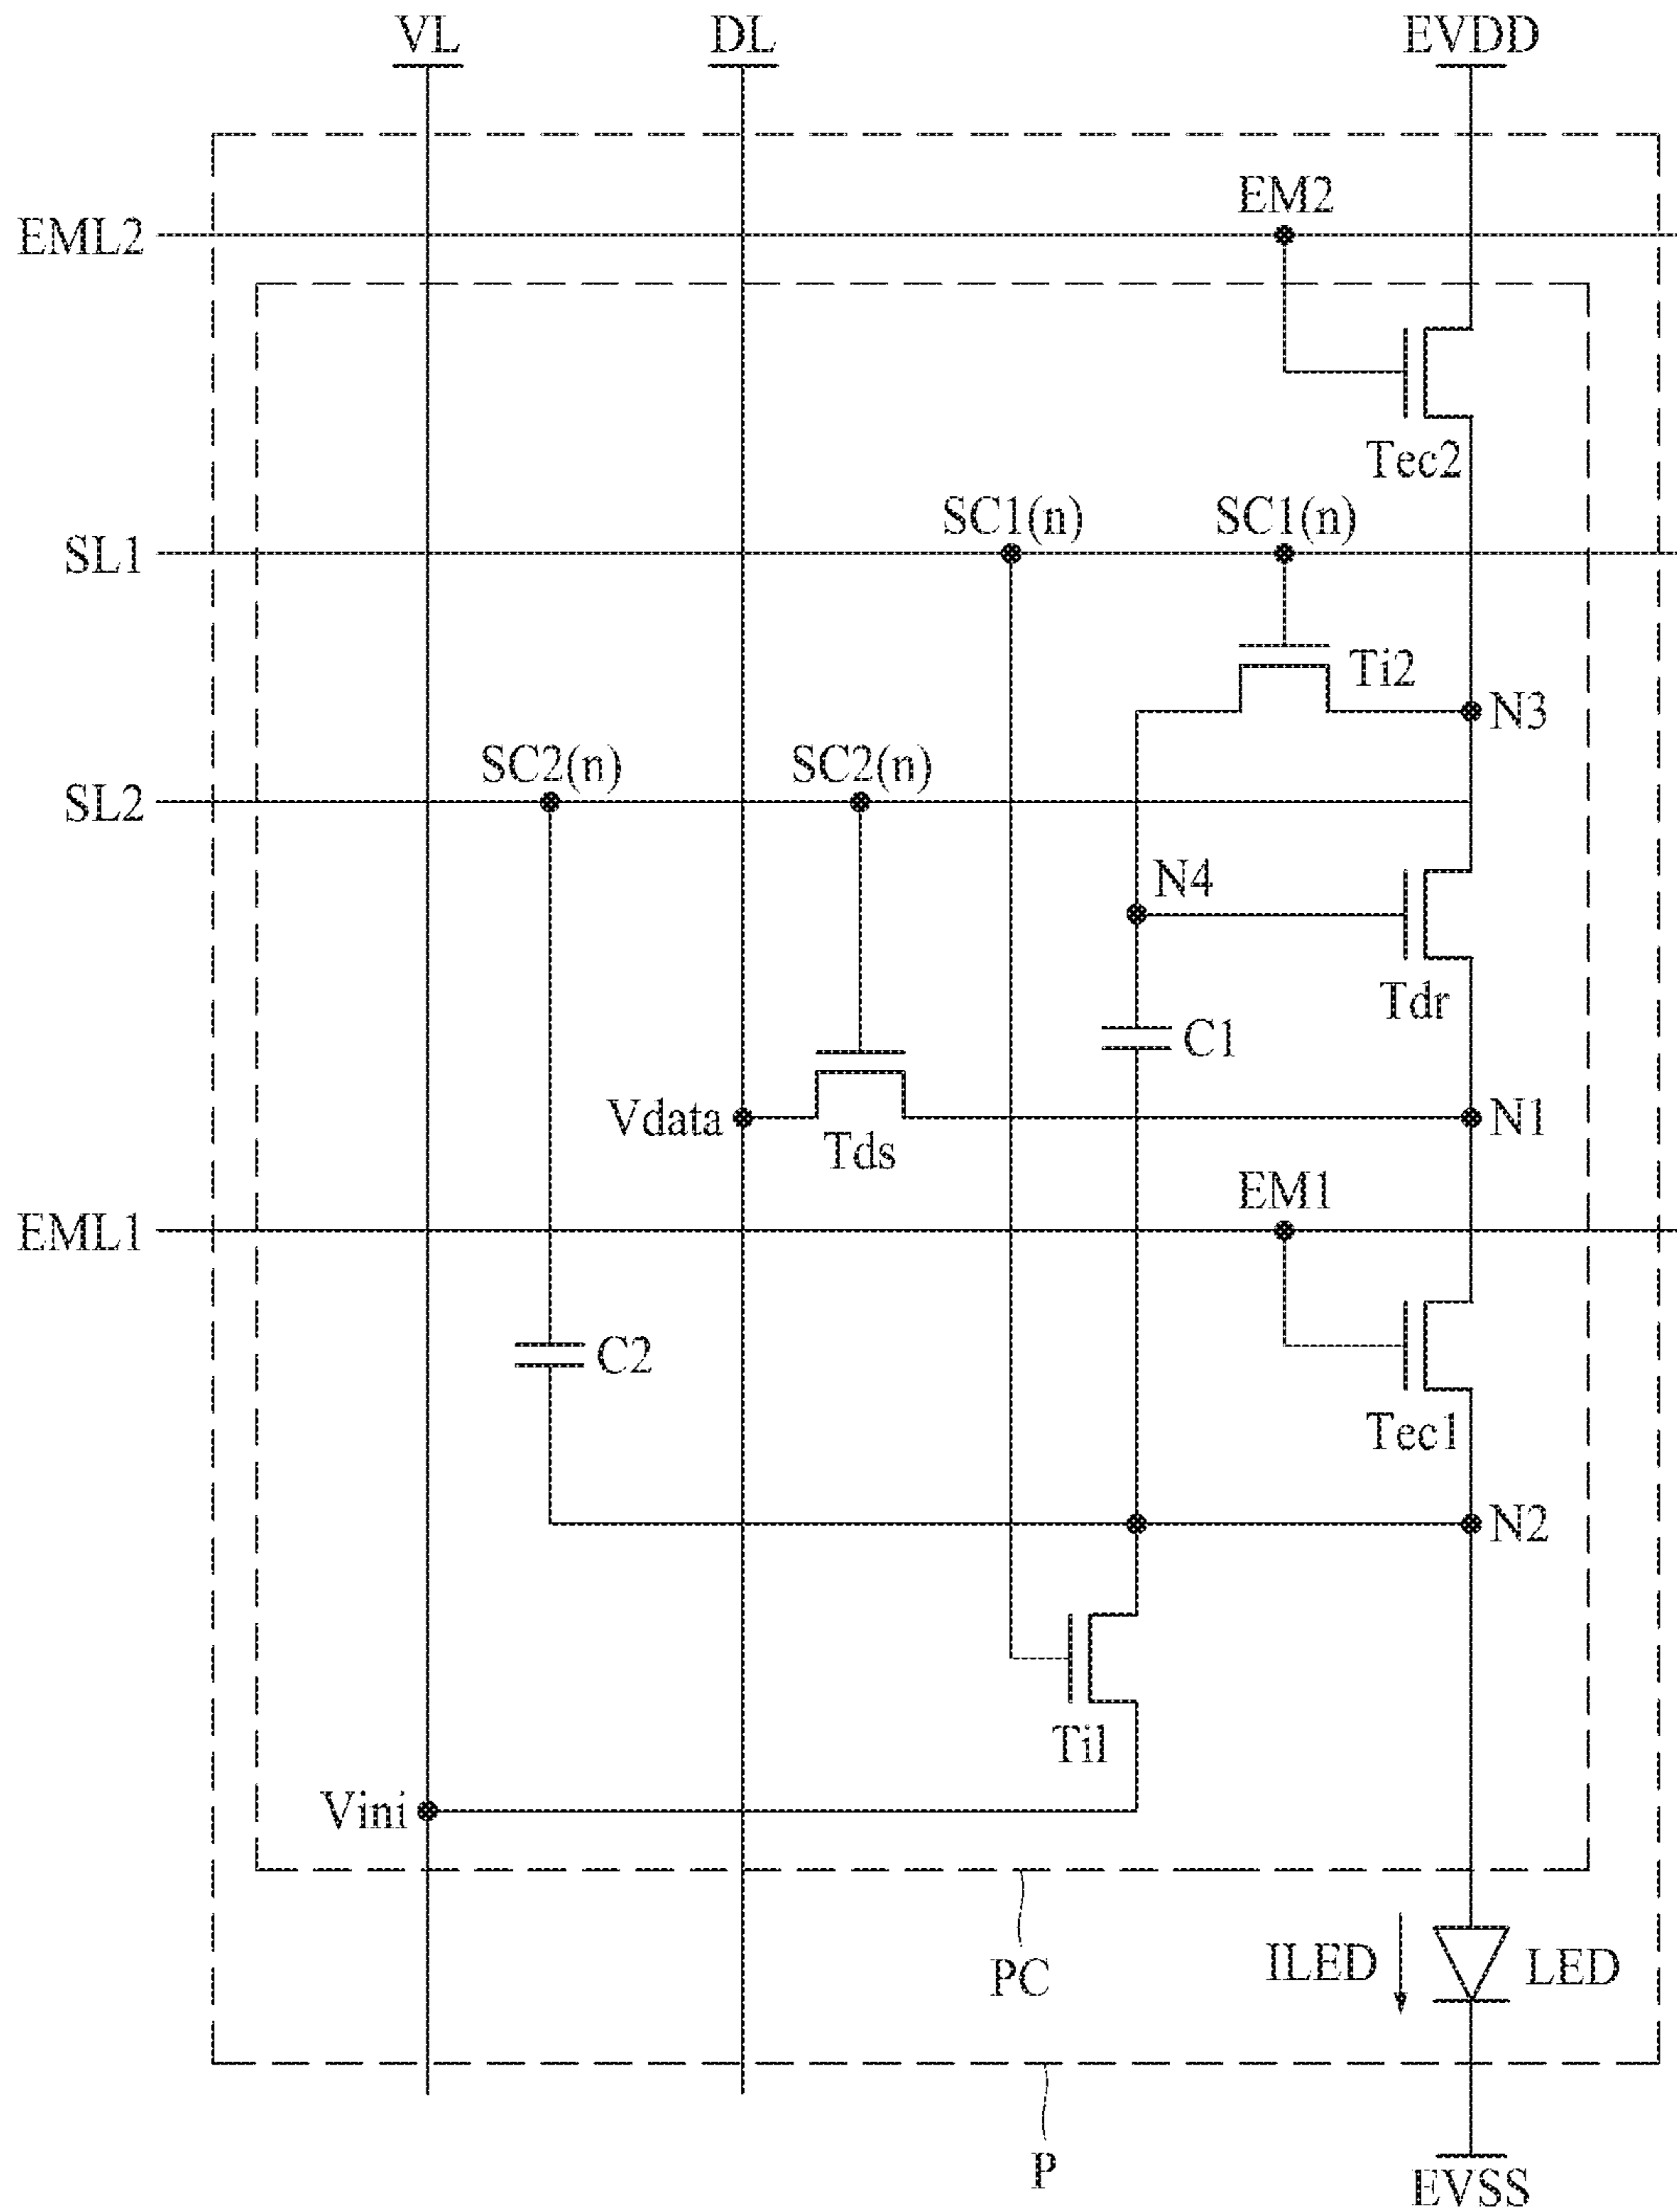 VL
DL
EVDD
EM2
EML2
Tec2
SC1(n)
SC1(n)
SL1
Ti2
N3
SC2(n)
SC2(n)
SL2
N4
Tdr
C1
Vdata
Tds
N1
EM1
EML1
C2
Tec1
N2
Ti1
Vini
PC
ILED
LED
P
EVSS